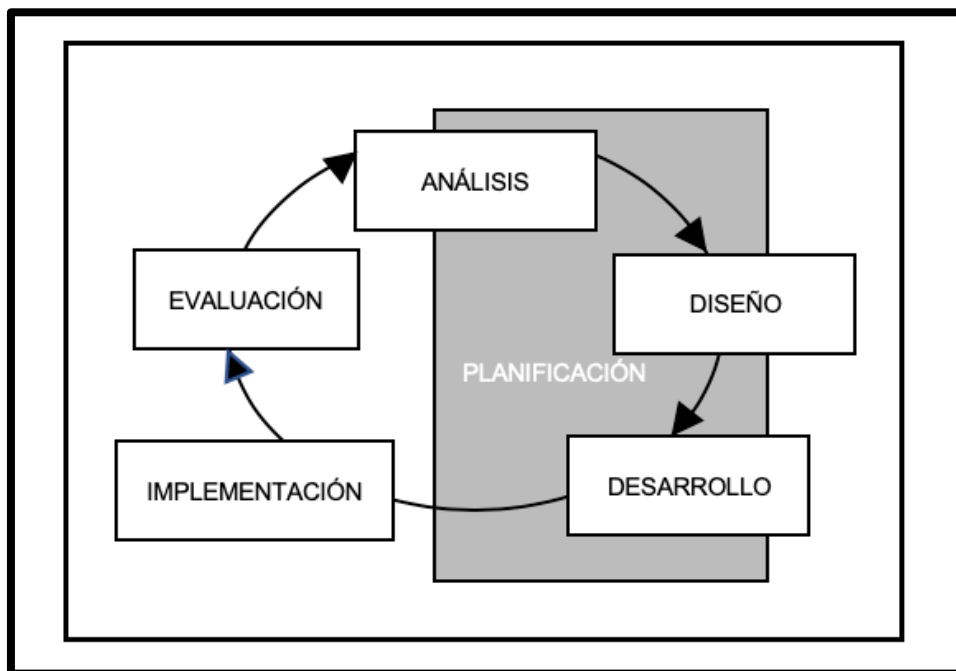 ANÁLISIS
EVALUACIÓN
DISEÑO
PLANIFICACIÓN
IMPLEMENTACIÓN
DESARROLLO